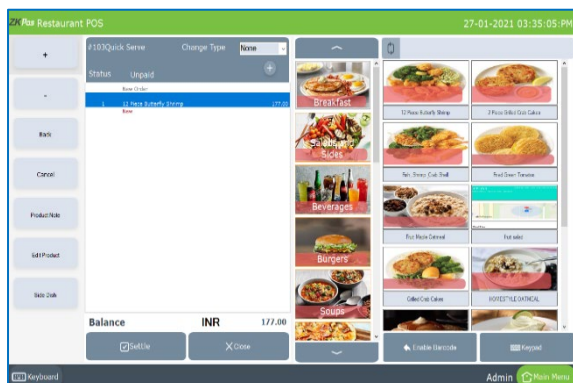 ZKPos Restaurant POS
27-01-2021 03:35:05:PM
+
-
Back
Cancel
Product Note
Edit Product
Side Dish
#103Quick Serve
Change Type
None
Status
Unpaid
+
New Order
1 12 Piece Butterfly Shrimp 177.00
New
Balance INR 177.00
Settle
Close
Breakfast
Salads and
Sides
Beverages
Burgers
Soups
12 Piece Butterfly Shrimp
2 Piece Grilled Crab Cakes
Fish, Shrimp, Crab Shell
Fried Green Tomatoes
Fruit Maple Oatmeal
fruit salad
Grilled Crab Cakes
HOMESTYLE OATMEAL
Enable Barcode
Keypad
Keyboard
Admin
Main Menu